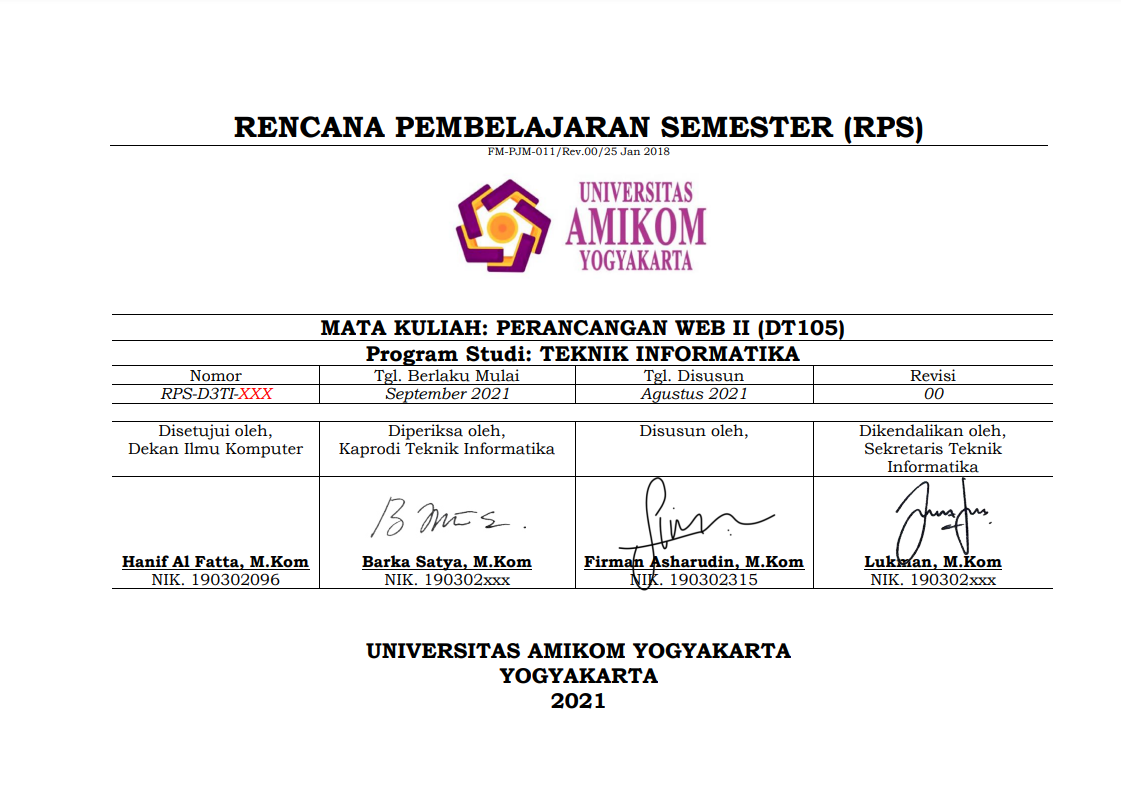 RENCANA PEMBELAJARAN SEMESTER (RPS)
FM-PJM-011/Rev.00/25 Jan 2018
UNIVERSITAS
AMIKOM
YOGYAKARTA
MATA KULIAH: PERANCANGAN WEB II (DT105)
Program Studi: TEKNIK INFORMATIKA
Nomor Tgl. Berlaku Mulai Tgl. Disusun Revisi
RPS-D3TI-XXX September 2021 Agustus 2021 00
Disetujui oleh, Diperiksa oleh, Disusun oleh, Dikendalikan oleh,
Dekan Ilmu Komputer Kaprodi Teknik Informatika Sekretaris Teknik
Informatika
Hanif Al Fatta, M.Kom Barka Satya, M.Kom Firman Asharudin, M.Kom Lukman, M.Kom
NIK. 190302096 NIK. 190302xxx NIK. 190302315 NIK. 190302xxx
UNIVERSITAS AMIKOM YOGYAKARTA
YOGYAKARTA
2021